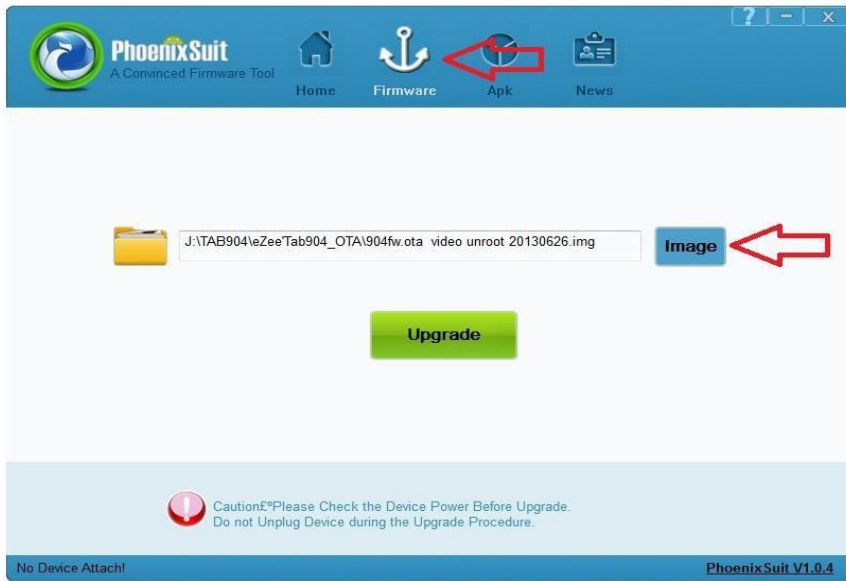 ? - x
PhoenixSuit
A Convinced Firmware Tool
Home Firmware Apk News
J:\TAB904\eZee'Tab904_OTA\904fw.ota video unroot 20130626.img
Image
Upgrade
Caution£ºPlease Check the Device Power Before Upgrade.
Do not Unplug Device during the Upgrade Procedure.
No Device Attach!
PhoenixSuit V1.0.4